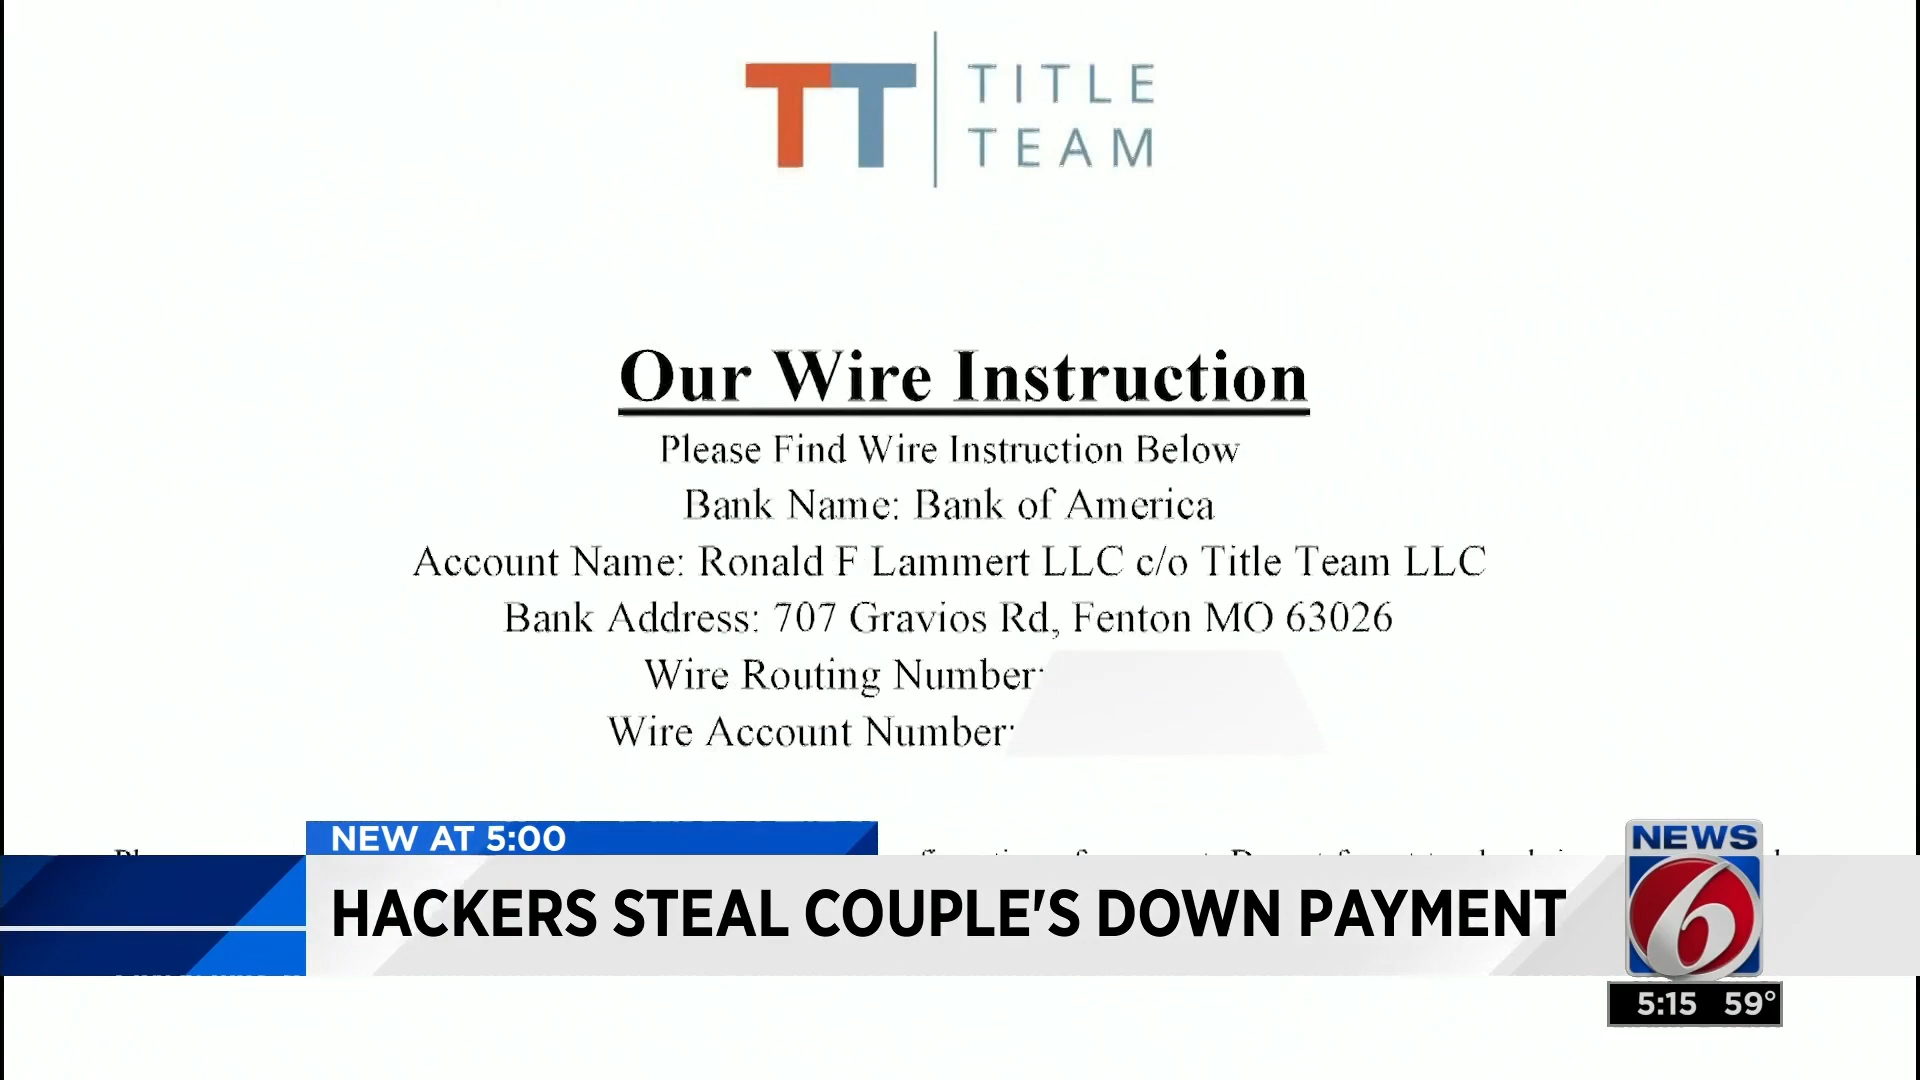 TT TITLE
TEAM
Our Wire Instruction
Please Find Wire Instruction Below
Bank Name: Bank of America
Account Name: Ronald F Lammert LLC c/o Title Team LLC
Bank Address: 707 Gravios Rd, Fenton MO 63026
Wire Routing Number:
Wire Account Number:
NEW AT 5:00
HACKERS STEAL COUPLE'S DOWN PAYMENT
NEWS
6
5:15 59°